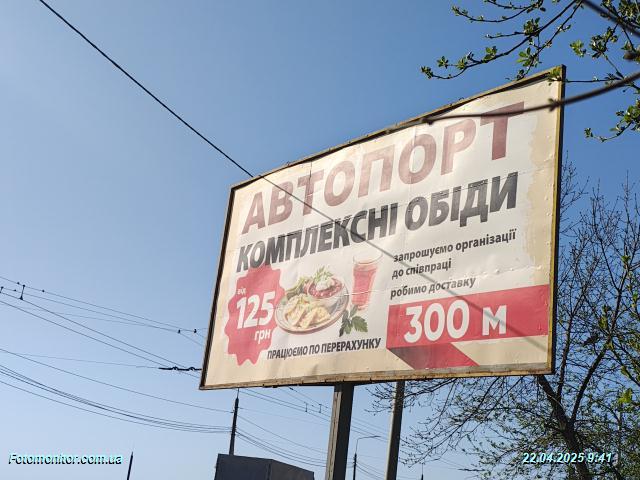 АВТОПОРТ
КОМПЛЕКСНІ ОБІДИ
запрошуємо організації
до співпраці
робимо доставку
від
125
грн
300 м
ПРАЦЮЄМО ПО ПЕРЕРАХУНКУ
Fotomonitor.com.ua
22.04.2025 9:41